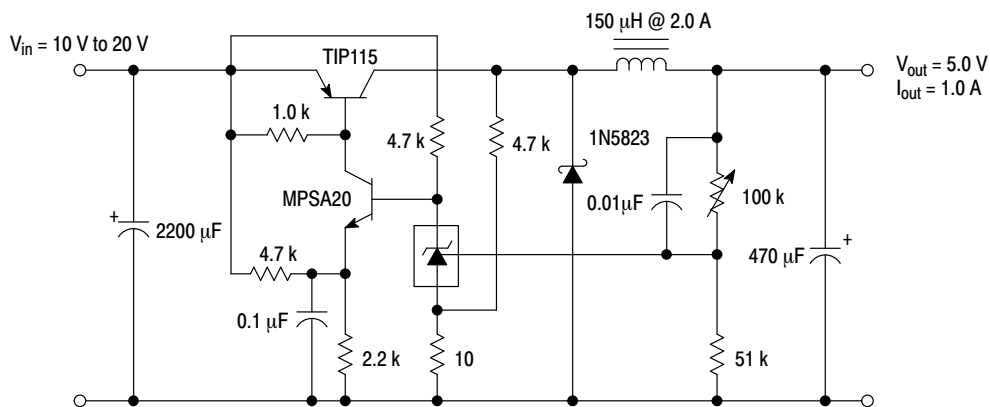 150 μH @ 2.0 A
V_in = 10 V to 20 V
TIP115
V_out = 5.0 V
I_out = 1.0 A
1.0 k
4.7 k
4.7 k
1N5823
MPSA20
0.01μF
100 k
+
2200 μF
4.7 k
470 μF
+
0.1 μF
2.2 k
10
51 k